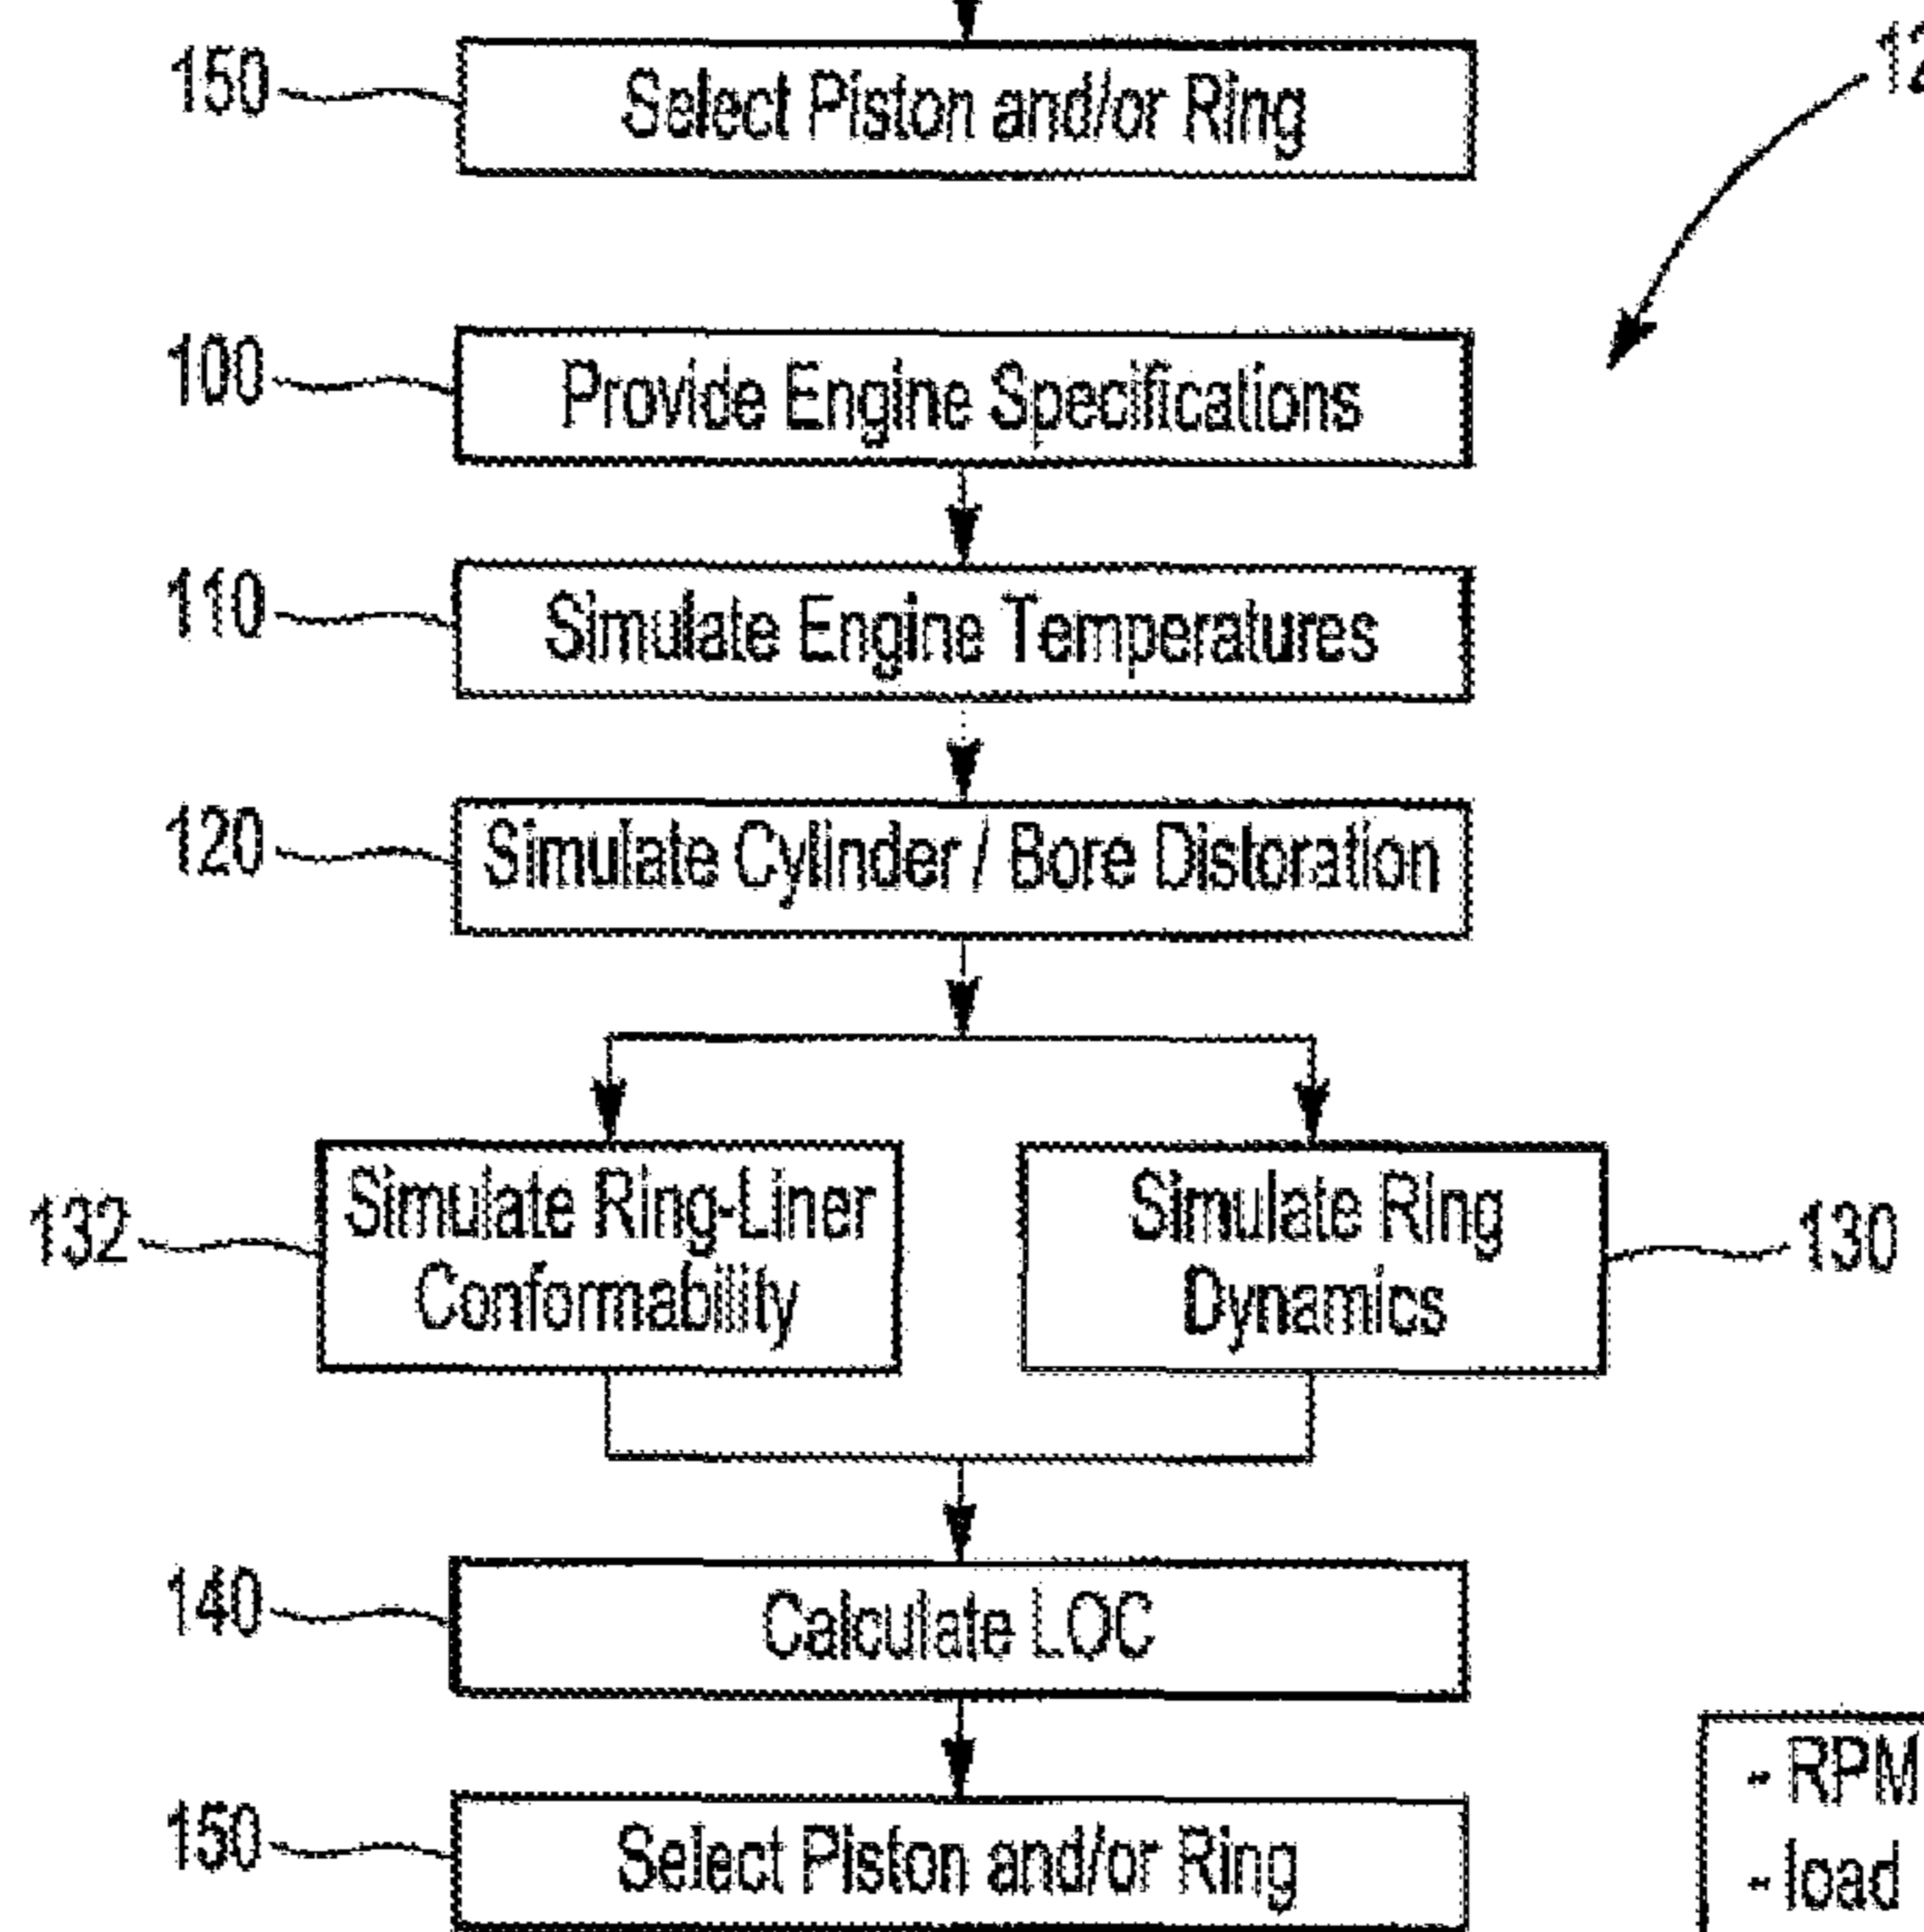 150 Select Piston and/or Ring
100 Provide Engine Specifications
110 Simulate Engine Temperatures
120 Simulate Cylinder / Bore Distoration
132 Simulate Ring-Liner
Conformability
Simulate Ring
Dynamics
130
140 Calculate LOC
150 Select Piston and/or Ring
- RPM
- load